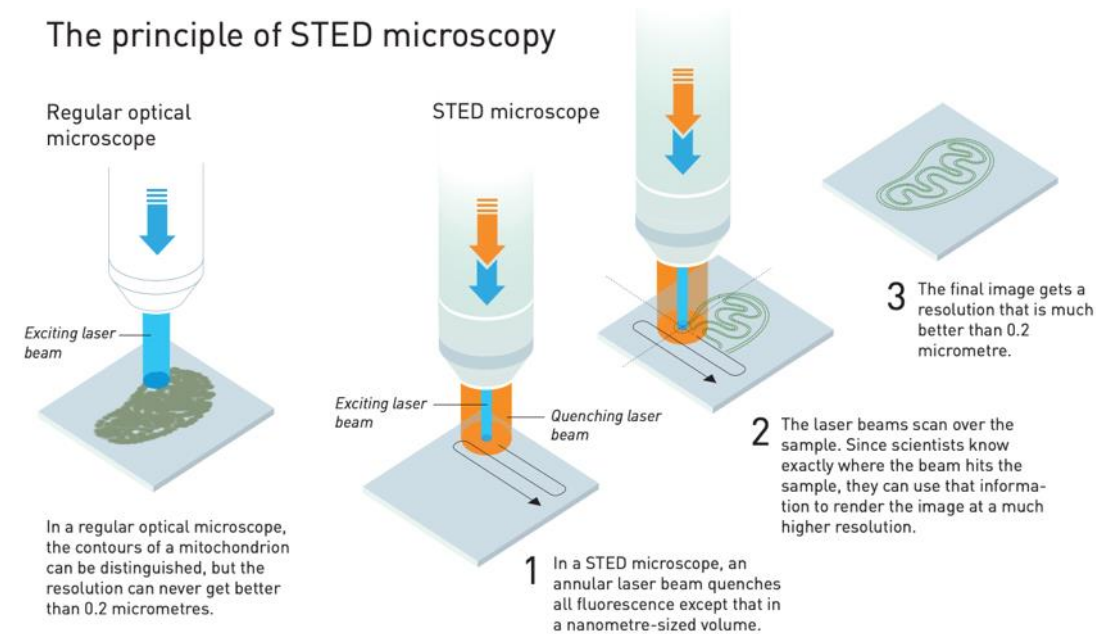 The principle of STED microscopy
Regular optical
microscope
Exciting laser
beam
In a regular optical microscope,
the contours of a mitochondrion
can be distinguished, but the
resolution can never get better
than 0.2 micrometres.
STED microscope
Exciting laser
beam
Quenching laser
beam
1
In a STED microscope, an
annular laser beam quenches
all fluorescence except that in
a nanometre-sized volume.
2
The laser beams scan over the
sample. Since scientists know
exactly where the beam hits the
sample, they can use that informa-
tion to render the image at a much
higher resolution.
3
The final image gets a
resolution that is much
better than 0.2
micrometre.